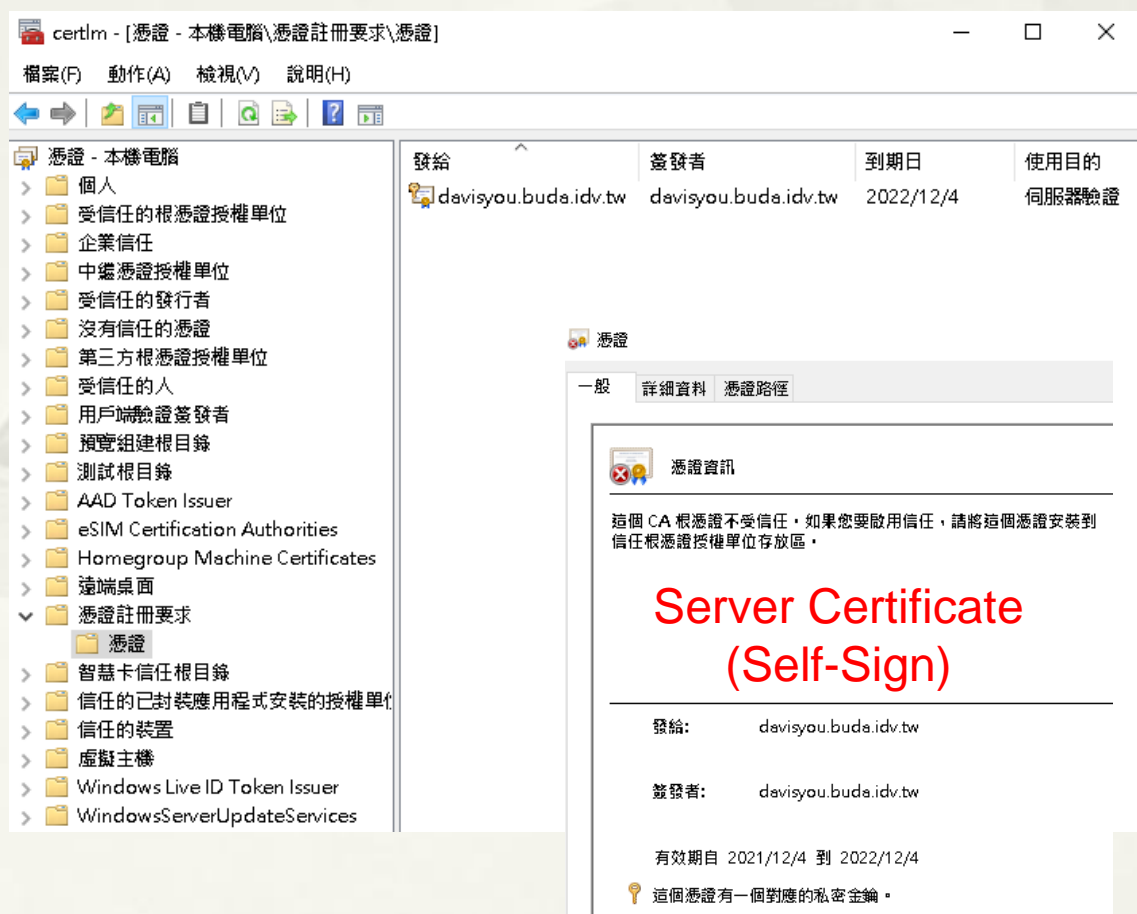 certlm - [憑證 - 本機電腦\憑證註冊要求\憑證]
檔案(F) 動作(A) 檢視(V) 說明(H)
憑證 - 本機電腦
個人
受信任的根憑證授權單位
企業信任
中繼憑證授權單位
受信任的發行者
沒有信任的憑證
第三方根憑證授權單位
受信任的人
用戶端驗證簽發者
預覽組建根目錄
測試根目錄
AAD Token Issuer
eSIM Certification Authorities
Homegroup Machine Certificates
遠端桌面
憑證註冊要求
憑證
智慧卡信任根目錄
信任的已封裝應用程式安裝的授權單位
信任的裝置
虛擬主機
Windows Live ID Token Issuer
WindowsServerUpdateServices
發給 簽發者 到期日 使用目的
davisyou.buda.idv.tw davisyou.buda.idv.tw 2022/12/4 伺服器驗證
憑證
一般 詳細資料 憑證路徑
憑證資訊
這個 CA 根憑證不受信任。如果您要啟用信任，請將這個憑證安裝到
信任根憑證授權單位存放區。
Server Certificate
(Self-Sign)
發給: davisyou.buda.idv.tw
簽發者: davisyou.buda.idv.tw
有效期自 2021/12/4 到 2022/12/4
這個憑證有一個對應的私密金鑰。